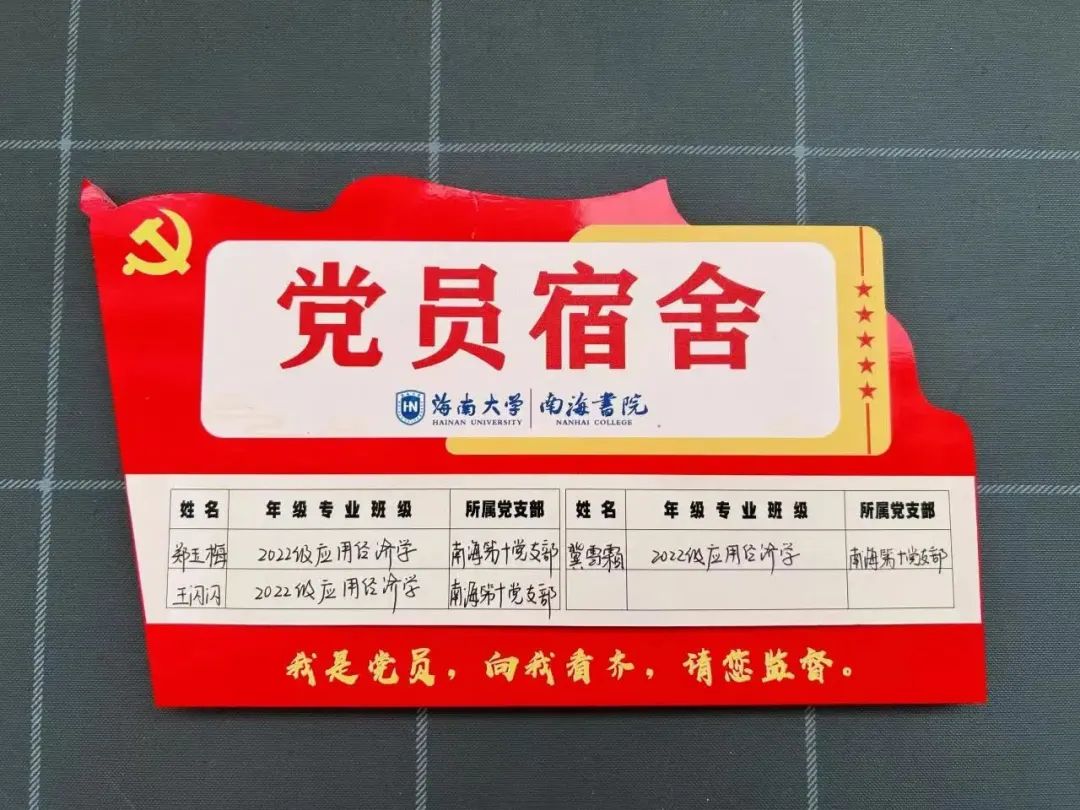 党员宿舍
HN 海南大学 南海書院
HAINAN UNIVERSITY NANHAI COLLEGE
姓名 年级专业班级 所属党支部 姓名 年级专业班级 所属党支部
郑玉梅 2022级应用经济学 南海第十党支部 冀雪颖 2022级应用经济学 南海第十党支部
王闪闪 2022级应用经济学 南海第十党支部
我是党员，向我看齐，请您监督。